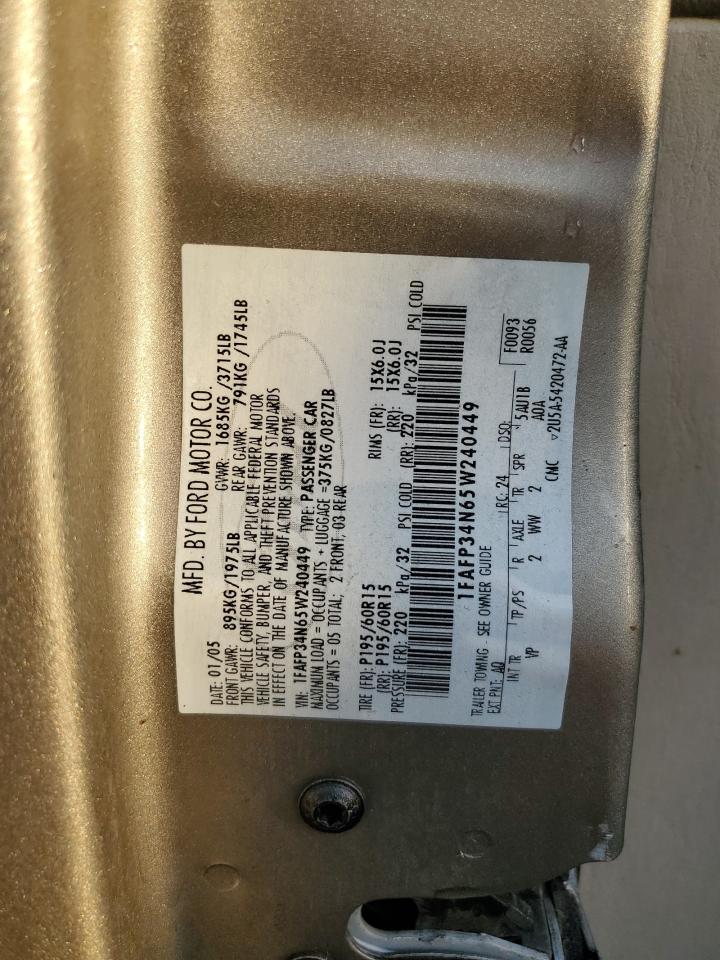 MFD. BY FORD MOTOR CO.
DATE: 01/05 GVWR: 1685KG /3715LB
FRONT GAWR: 895KG/1975LB REAR GAWR: 791KG /1745LB
THIS VEHICLE CONFORMS TO ALL APPLICABLE FEDERAL MOTOR
VEHICLE SAFETY, BUMPER, AND THEFT PREVENTION STANDARDS
IN EFFECT ON THE DATE OF MANUFACTURE SHOWN ABOVE.
VIN: 1FAFP34N65W240449 TYPE: PASSENGER CAR
MAXIMUM LOAD = OCCUPANTS + LUGGAGE =375KG/0827LB
OCCUPANTS = 05 TOTAL; 2 FRONT, 03 REAR
TIRE (FR): P195/60R15 RIMS (FR): 15X6.0J
(RR): P195/60R15 (RR): 15X6.0J
PRESSURE (FR): 220 kPa/32 PSI COLD (RR): 220 kPa/32 PSI COLD
1FAFP34N65W240449
TRAILER TOWING - SEE OWNER GUIDE
EXT PNT: AQ RC: 24 DSO: F0093
INT TR TP/PS R AXLE TR SPR 5AU1B R0056
VP 2 WW 2 AOA
CMC v2U5A-5420472-AA